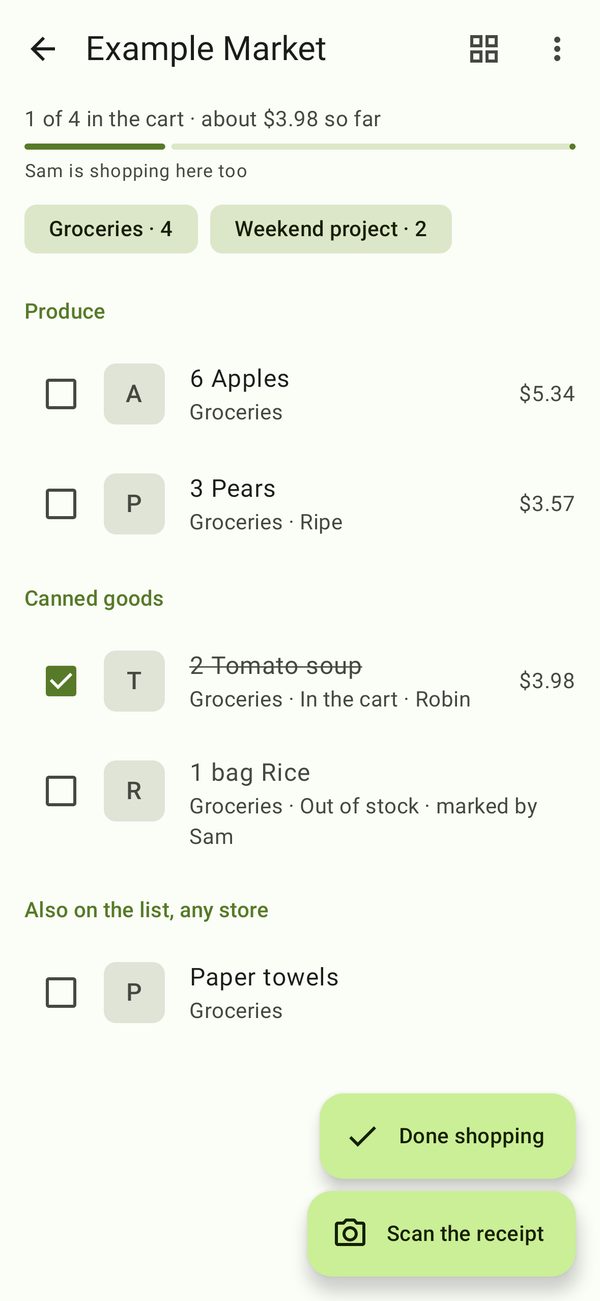 Example Market
1 of 4 in the cart · about $3.98 so far
Sam is shopping here too
Groceries · 4
Weekend project · 2
Produce
A
6 Apples
Groceries
$5.34
P
3 Pears
Groceries · Ripe
$3.57
Canned goods
T
2 Tomato soup
Groceries · In the cart · Robin
$3.98
R
1 bag Rice
Groceries · Out of stock · marked by
Sam
Also on the list, any store
P
Paper towels
Groceries
Done shopping
Scan the receipt